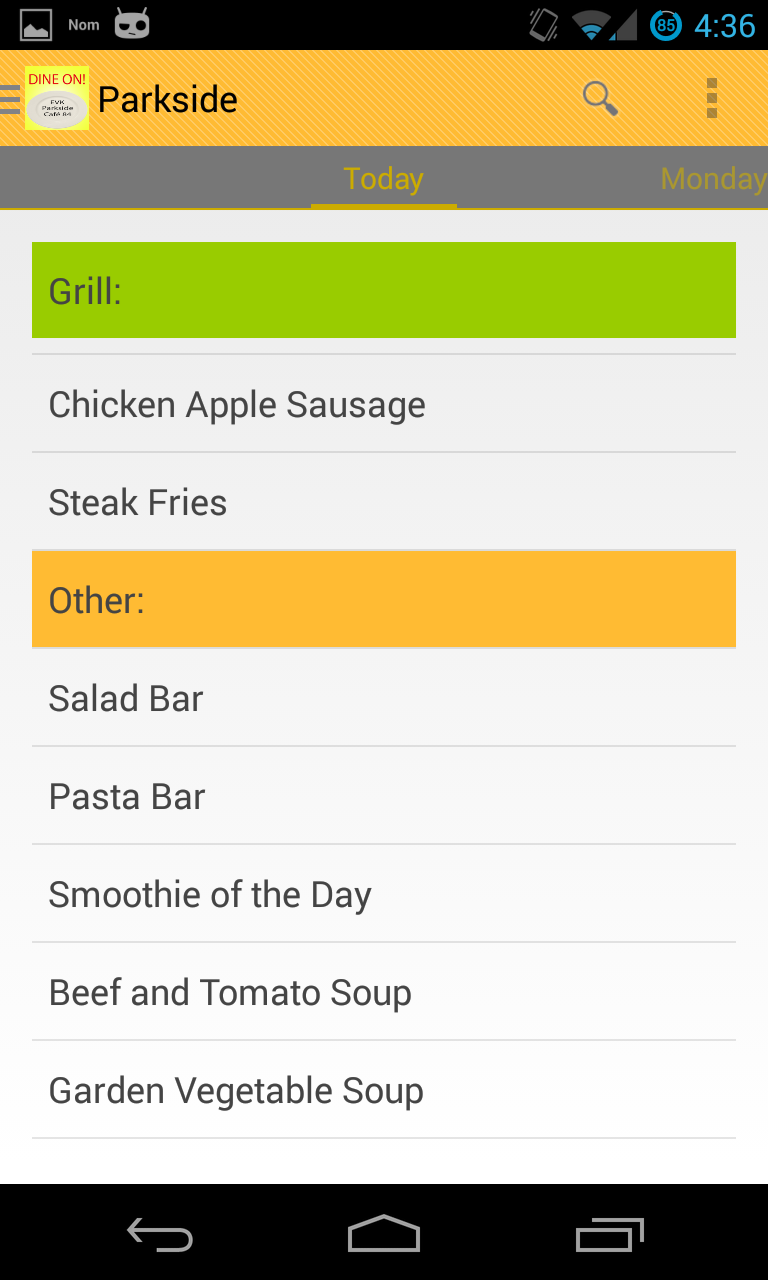 Nom
85
4:36
DINE ON!
EVK
Parkside
Café 84
Parkside
Today
Monday
Grill:
Chicken Apple Sausage
Steak Fries
Other:
Salad Bar
Pasta Bar
Smoothie of the Day
Beef and Tomato Soup
Garden Vegetable Soup